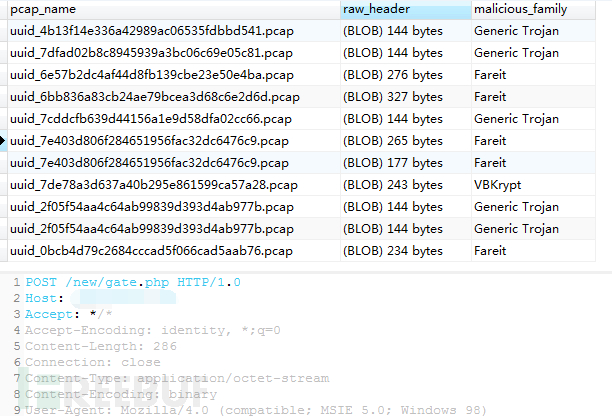 pcap_name raw_header malicious_family
uuid_4b13f14e336a42989ac06535fdbbd541.pcap (BLOB) 144 bytes Generic Trojan
uuid_7dfad02b8c8945939a3bc06c69e05c81.pcap (BLOB) 144 bytes Generic Trojan
uuid_6e57b2dc4af44d8fb139cbe23e50e4ba.pcap (BLOB) 276 bytes Fareit
uuid_6bb836a83cb24ae79bcea3d68c6e2d6d.pcap (BLOB) 327 bytes Fareit
uuid_7cddcfb639d44156a1e9d58dfa02cc66.pcap (BLOB) 144 bytes Generic Trojan
uuid_7e403d806f284651956fac32dc6476c9.pcap (BLOB) 265 bytes Fareit
uuid_7e403d806f284651956fac32dc6476c9.pcap (BLOB) 177 bytes Fareit
uuid_7de78a3d637a40b295e861599ca57a28.pcap (BLOB) 243 bytes VBKrypt
uuid_2f05f54aa4c64ab99839d393d4ab977b.pcap (BLOB) 144 bytes Generic Trojan
uuid_2f05f54aa4c64ab99839d393d4ab977b.pcap (BLOB) 144 bytes Generic Trojan
uuid_0bcb4d79c2684cccad5f066cad5aab76.pcap (BLOB) 234 bytes Fareit
1 POST /new/gate.php HTTP/1.0
2 Host:
3 Accept: */*
4 Accept-Encoding: identity, *;q=0
5 Content-Length: 286
6 Connection: close
7 Content-Type: application/octet-stream
8 Content-Encoding: binary
9 User-Agent: Mozilla/4.0 (compatible; MSIE 5.0; Windows 98)
FREEBUF